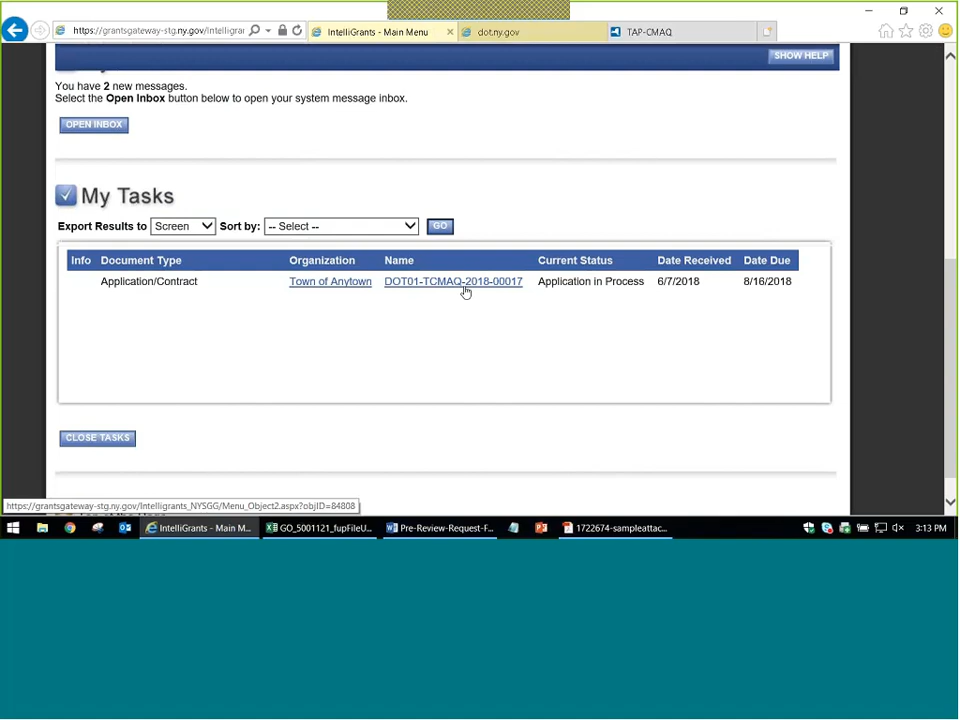 https://grantsgateway-stg.ny.gov/Intelligrar
IntelliGrants - Main Menu
dot.ny.gov
TAP-CMAQ
SHOW HELP
You have 2 new messages.
Select the Open Inbox button below to open your system message inbox.
OPEN INBOX
My Tasks
Export Results to Screen Sort by: -- Select -- GO
Info Document Type Organization Name Current Status Date Received Date Due
Application/Contract Town of Anytown DOT01-TCMAQ-2018-00017 Application in Process 6/7/2018 8/16/2018
CLOSE TASKS
https://grantsgateway-stg.ny.gov/Intelligrants_NYSGG/Menu_Object2.aspx?objID=84808
IntelliGrants - Main M... GO_5001121_fupFileU... Pre-Review-Request-F... 1722674-sampleattac... 3:13 PM